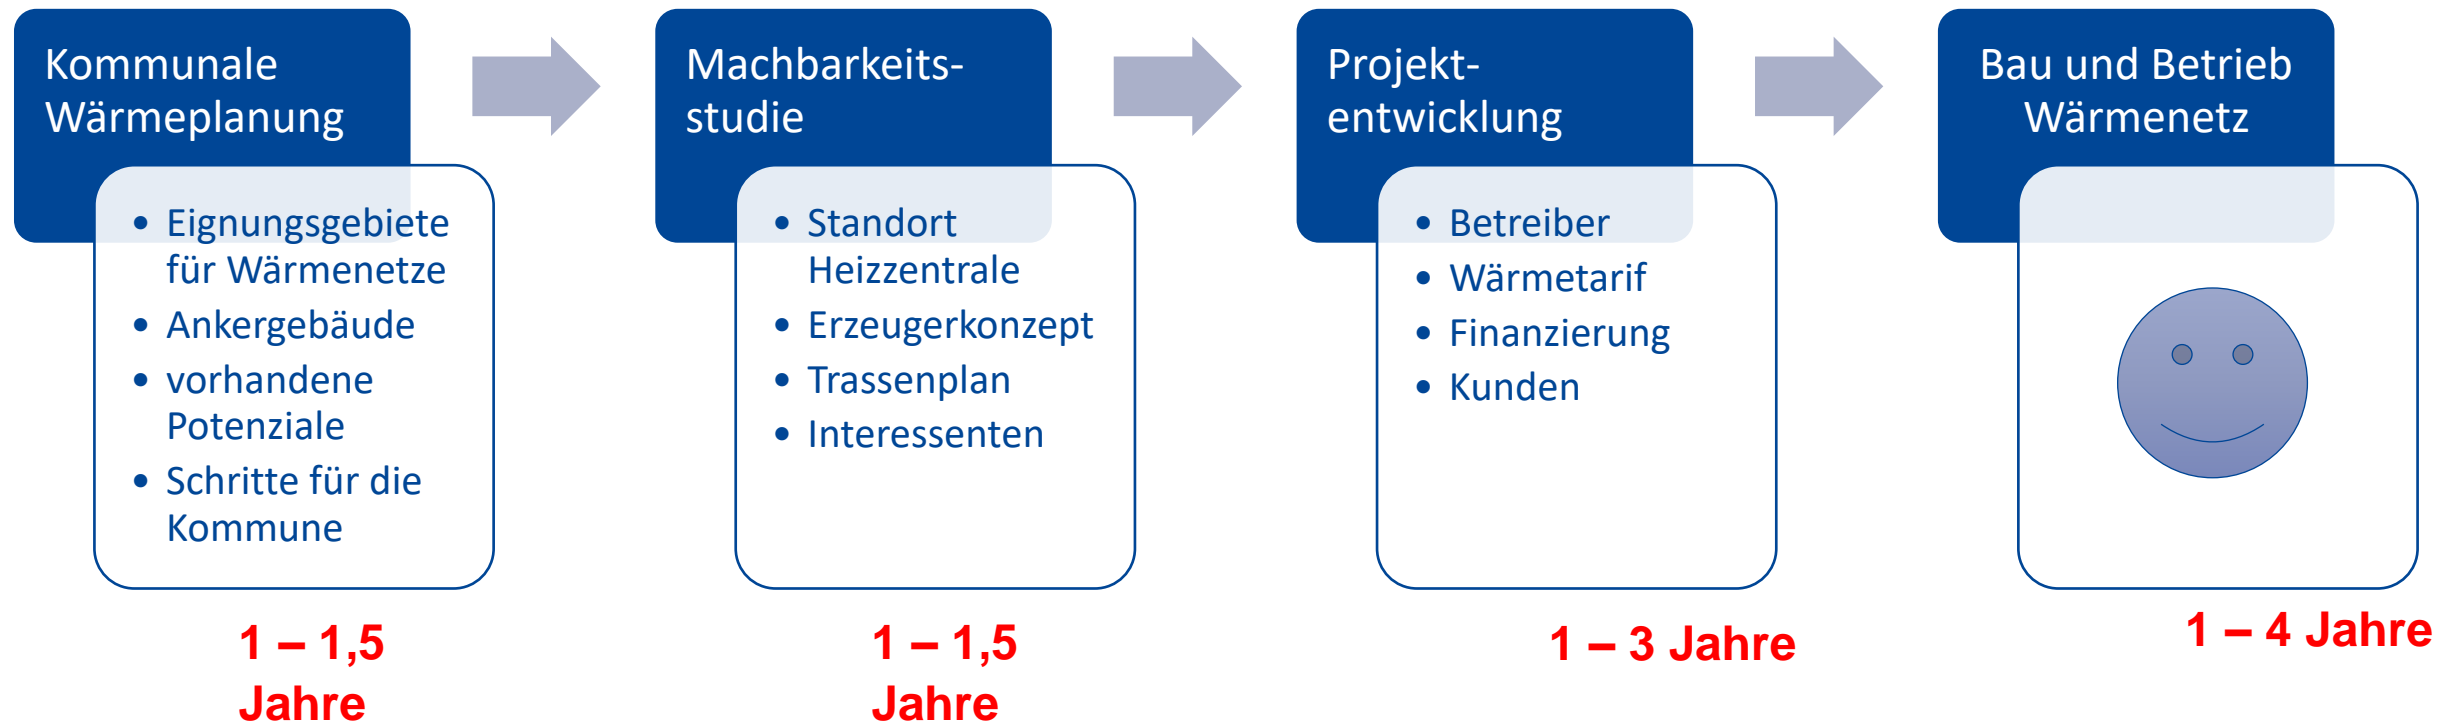 Kommunale
Wärmeplanung
• Eignungsgebiete
für Wärmenetze
• Ankergebäude
• vorhandene
Potenziale
• Schritte für die
Kommune
1 – 1,5
Jahre
Machbarkeits-
studie
• Standort
Heizzentrale
• Erzeugerkonzept
• Trassenplan
• Interessenten
1 – 1,5
Jahre
Projekt-
entwicklung
• Betreiber
• Wärmetarif
• Finanzierung
• Kunden
1 – 3 Jahre
Bau und Betrieb
Wärmenetz
1 – 4 Jahre